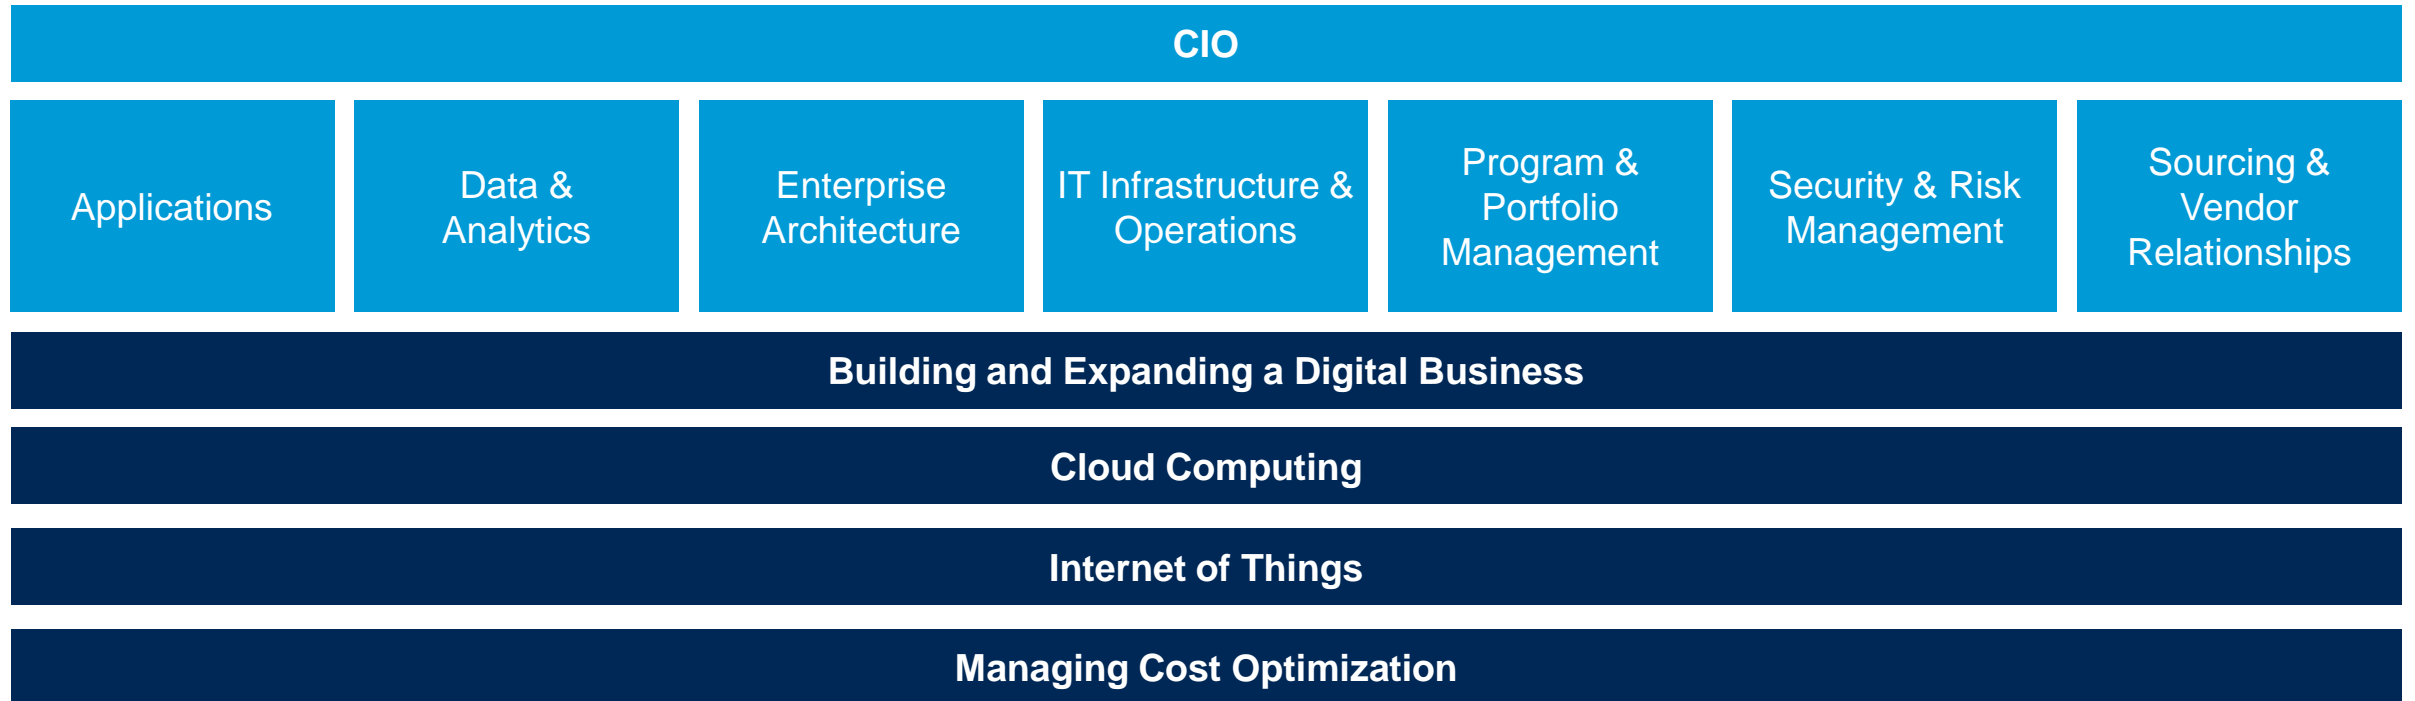 CIO
Applications
Data &
Analytics
Enterprise
Architecture
IT Infrastructure &
Operations
Program &
Portfolio
Management
Security & Risk
Management
Sourcing &
Vendor
Relationships
Building and Expanding a Digital Business
Cloud Computing
Internet of Things
Managing Cost Optimization